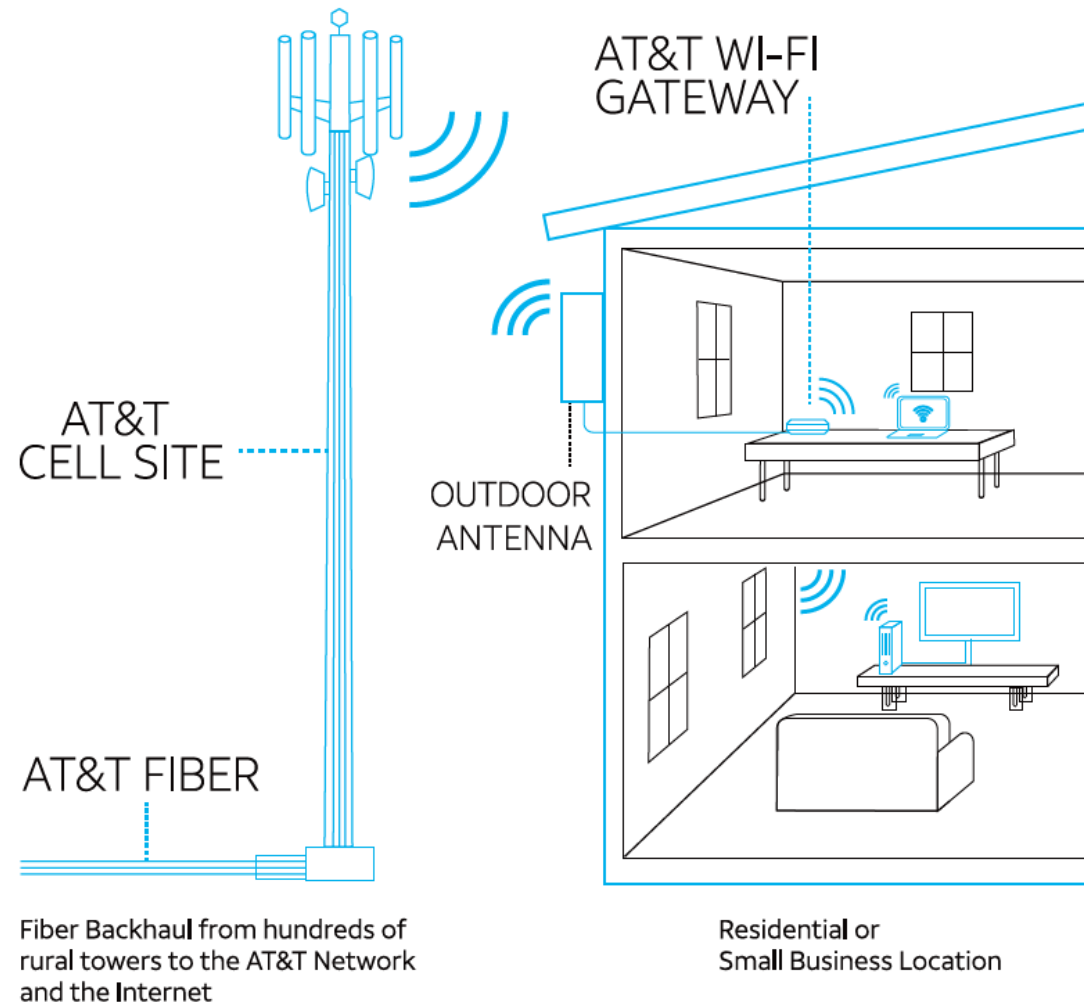 AT&T WI-FI
GATEWAY
AT&T
CELL SITE
OUTDOOR
ANTENNA
AT&T FIBER
Fiber Backhaul from hundreds of
rural towers to the AT&T Network
and the Internet
Residential or
Small Business Location